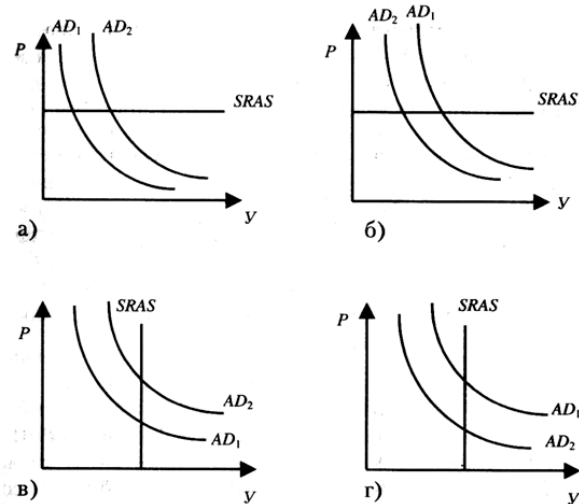 P
AD₁
AD₂
SRAS
У
а)
P
AD₂
AD₁
SRAS
У
б)
P
SRAS
AD₂
AD₁
У
в)
P
SRAS
AD₁
AD₂
У
г)